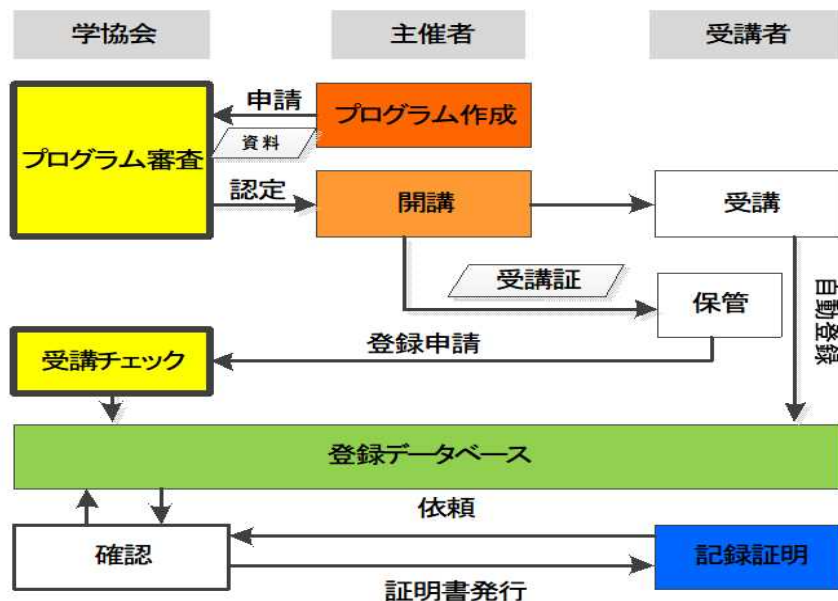 学協会
主催者
受講者
申請
プログラム作成
資料
プログラム審査
認定
開講
受講
受講証
保管
自動登録
登録申請
受講チェック
登録データベース
依頼
確認
記録証明
証明書発行